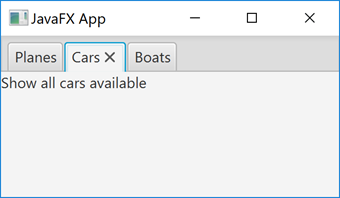 JavaFX App
Planes Cars Boats
Show all cars available